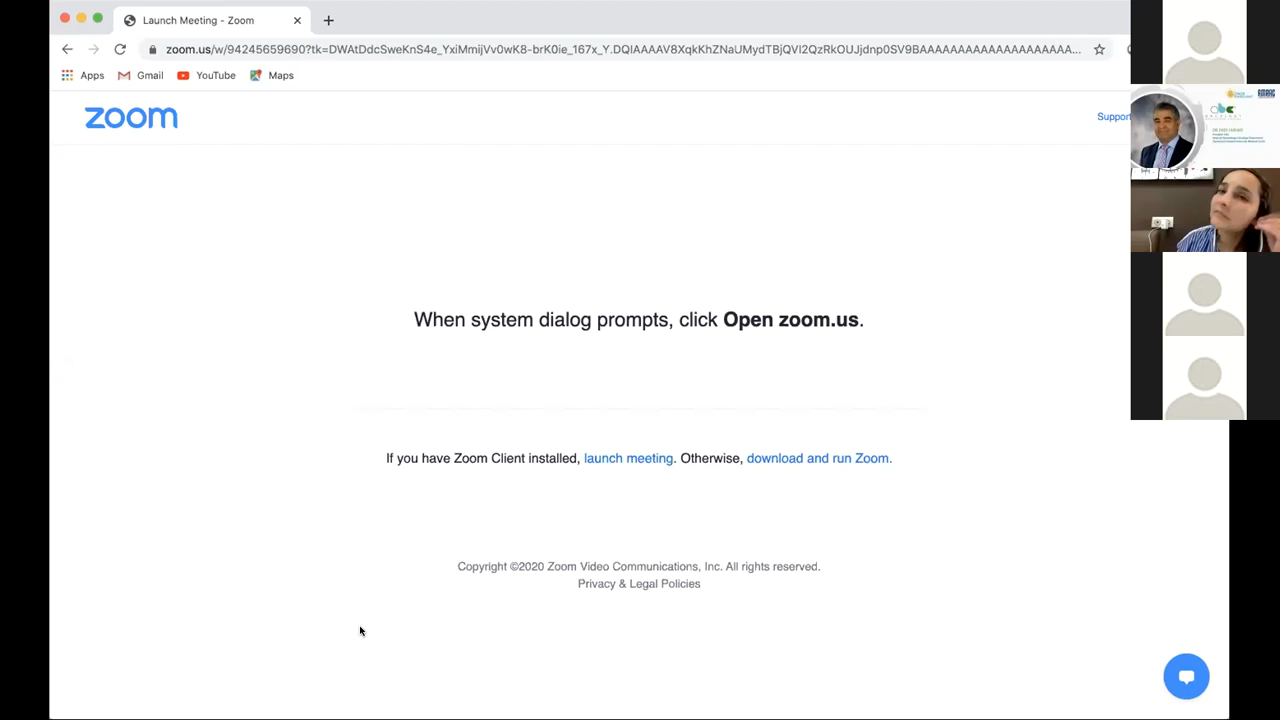 Launch Meeting - Zoom
zoom.us/w/94245659690?tk=DWAtDdcSweKnS4e_YxiMmijVv0wK8-brK0ie_167x_Y.DQIAAAAV8XqkKhZNaUMydTBjQVI2QzRkOUJjdnp0SV9BAAAAAAAAAAAAAAAAAAAA...
Apps Gmail YouTube Maps
zoom
Support
abc
When system dialog prompts, click Open zoom.us.
If you have Zoom Client installed, launch meeting. Otherwise, download and run Zoom.
Copyright ©2020 Zoom Video Communications, Inc. All rights reserved.
Privacy & Legal Policies